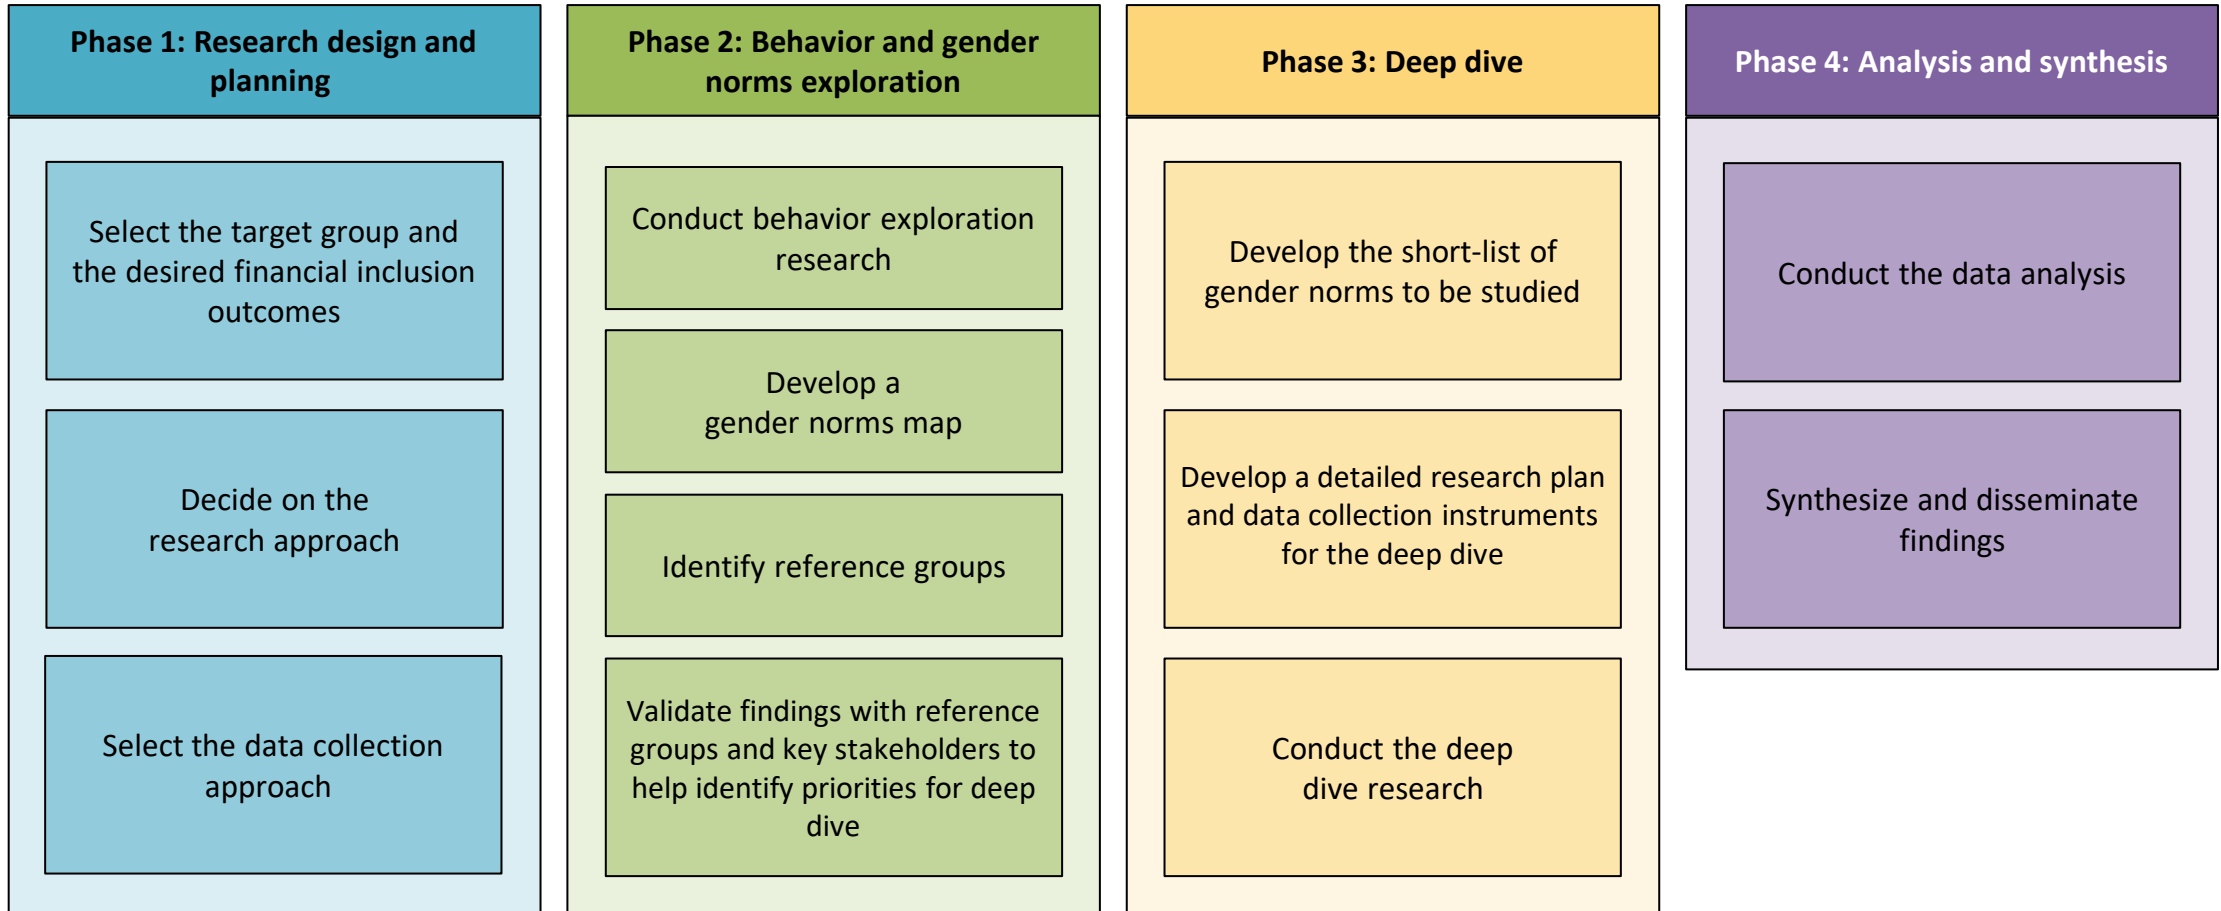 Phase 1: Research design and
planning
Select the target group and
the desired financial inclusion
outcomes
Decide on the
research approach
Select the data collection
approach
Phase 2: Behavior and gender
norms exploration
Conduct behavior exploration
research
Develop a
gender norms map
Identify reference groups
Validate findings with reference
groups and key stakeholders to
help identify priorities for deep
dive
Phase 3: Deep dive
Develop the short-list of
gender norms to be studied
Develop a detailed research plan
and data collection instruments
for the deep dive
Conduct the deep
dive research
Phase 4: Analysis and synthesis
Conduct the data analysis
Synthesize and disseminate
findings